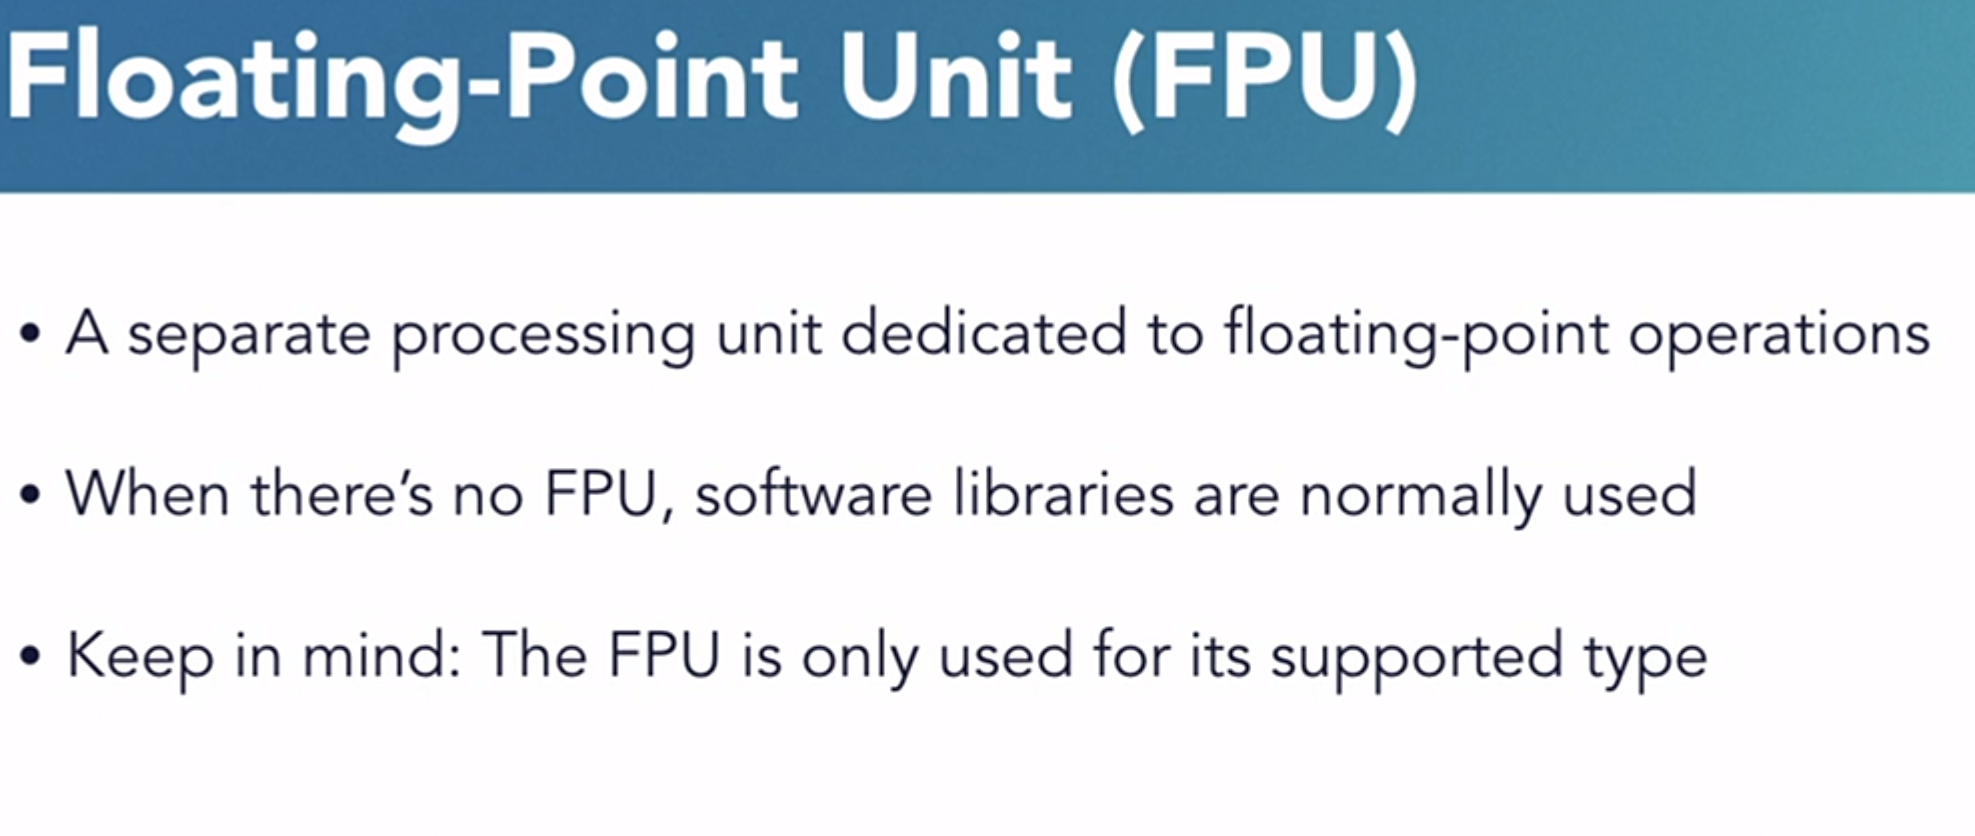 Floating-Point Unit (FPU)
• A separate processing unit dedicated to floating-point operations
• When there’s no FPU, software libraries are normally used
• Keep in mind: The FPU is only used for its supported type